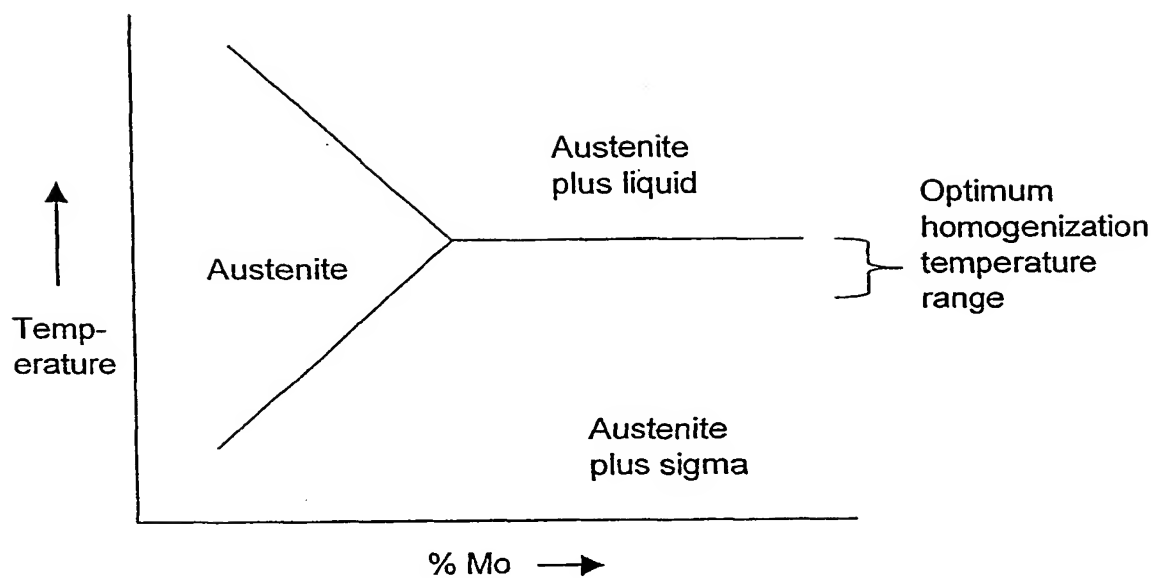 Austenite
plus liquid
Optimum
homogenization
temperature
range
Austenite
Temp-
erature
Austenite
plus sigma
% Mo